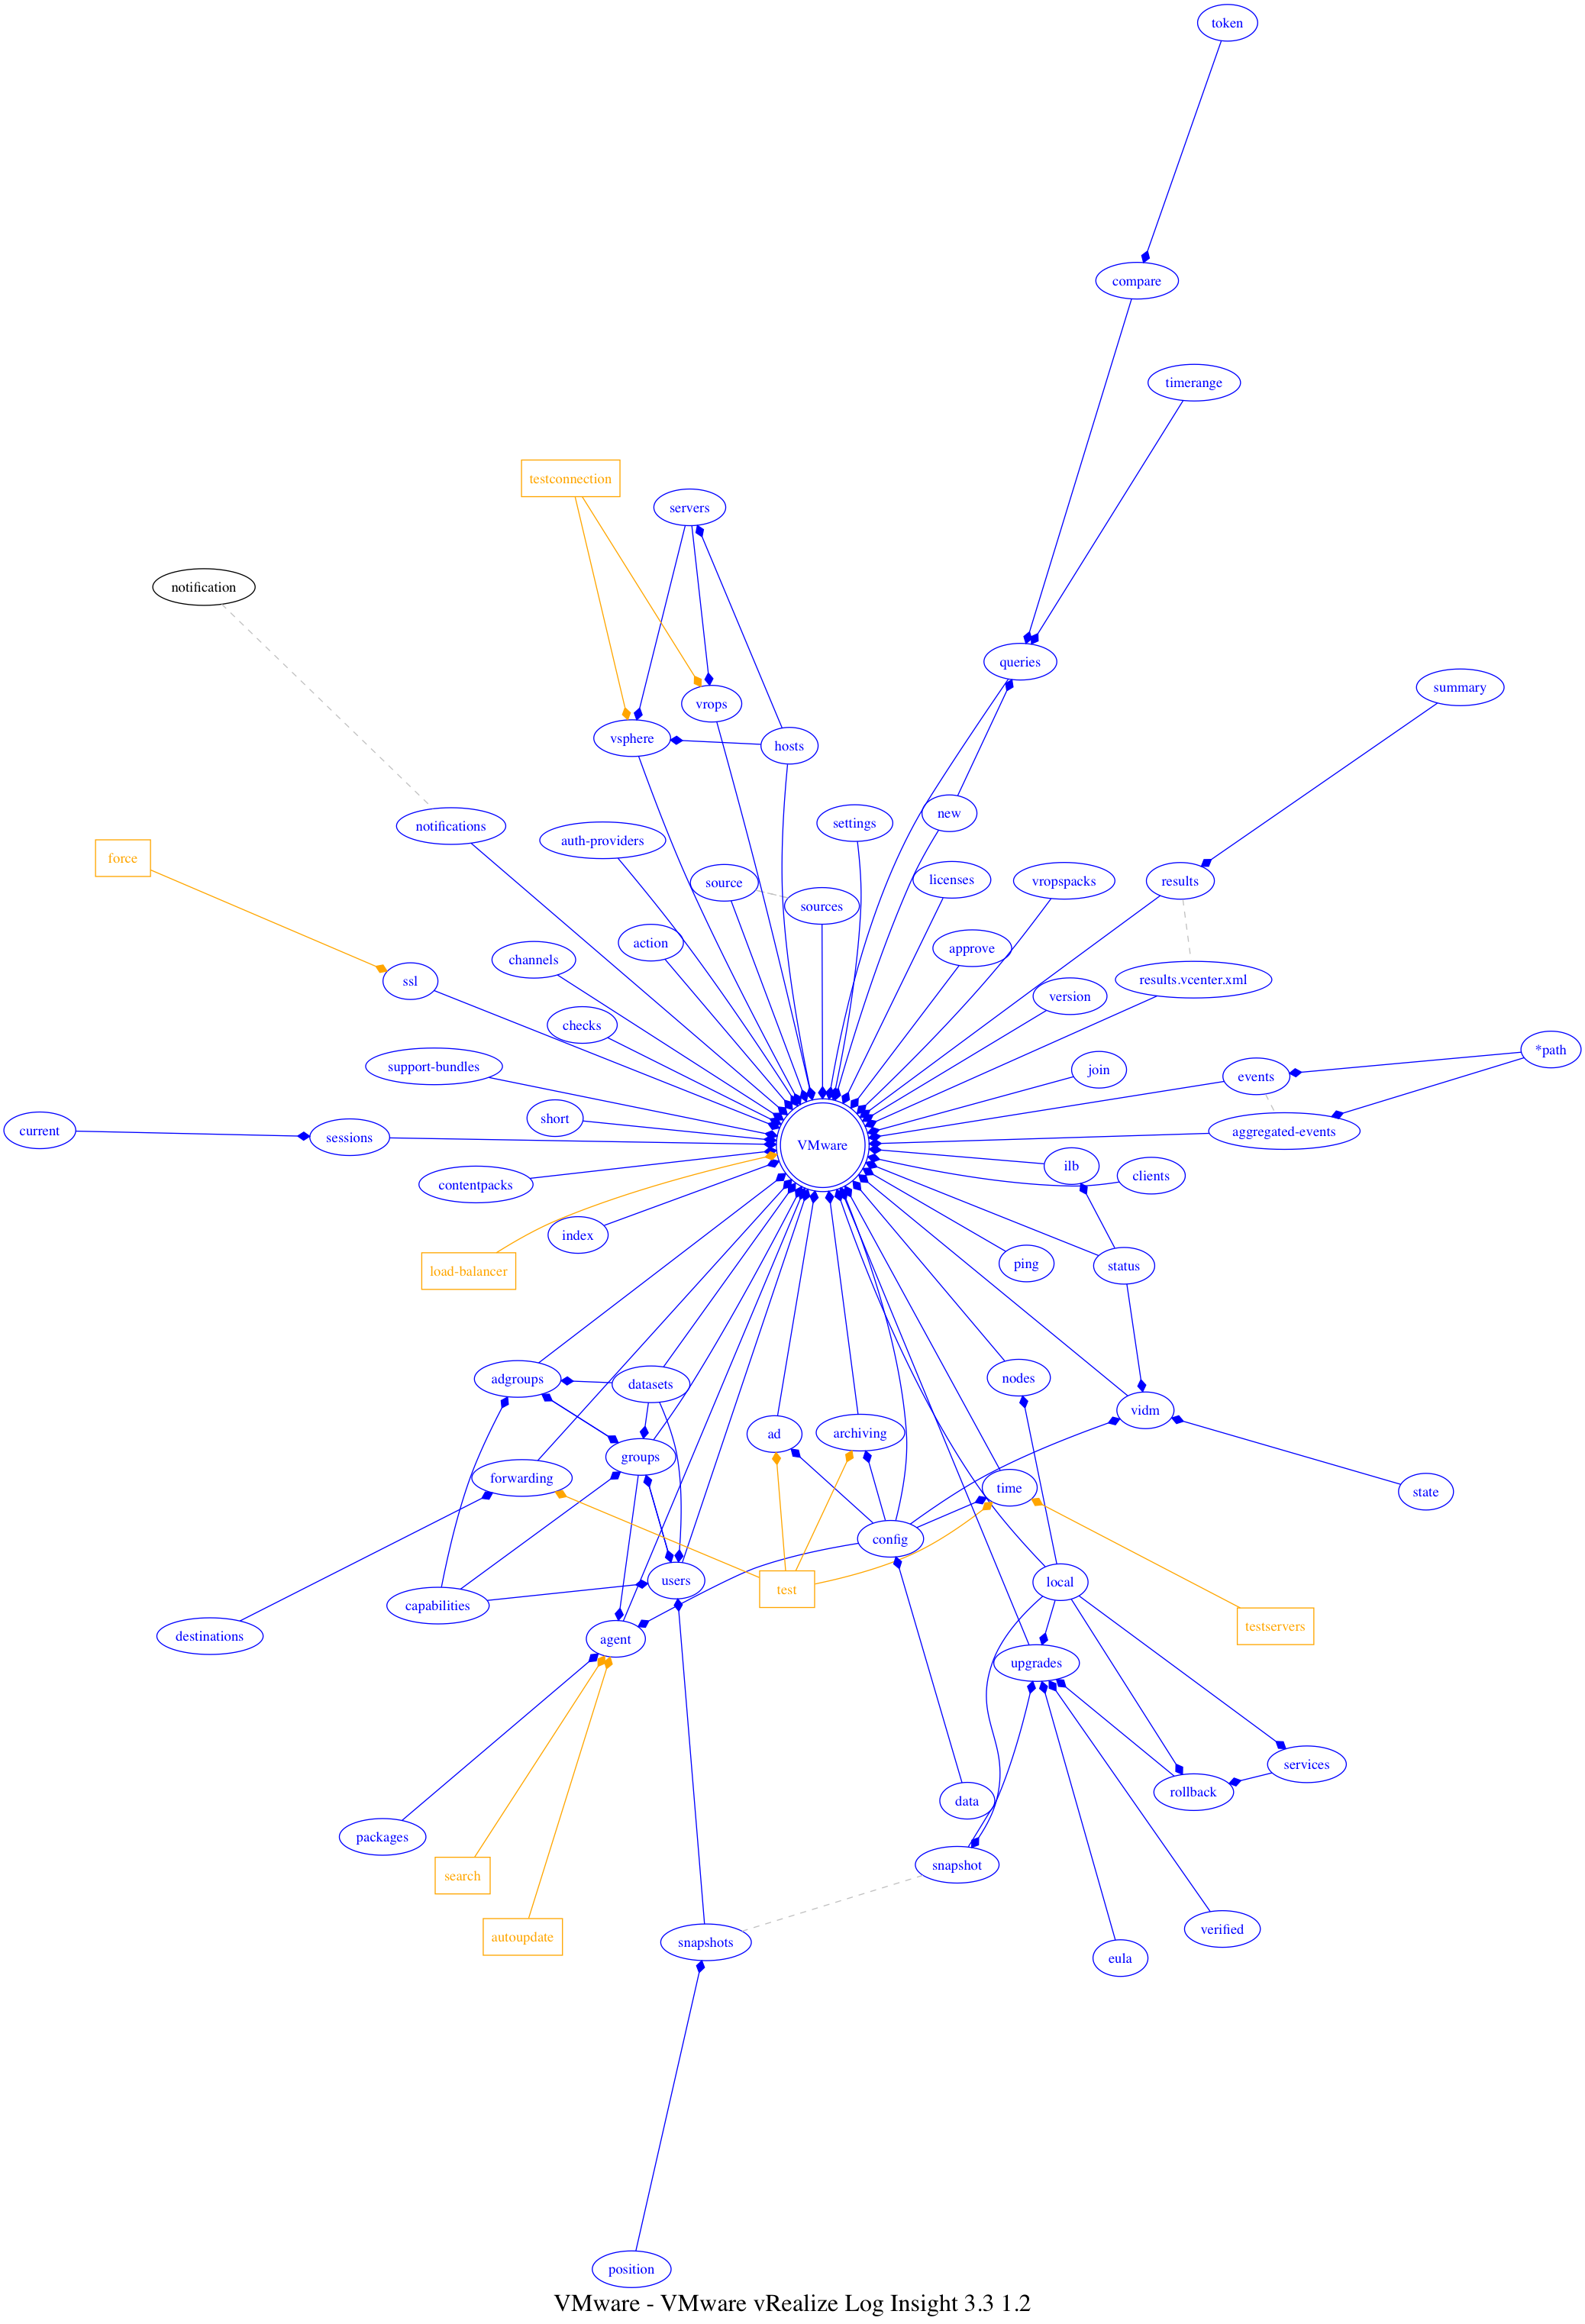 token
compare
timerange
testconnection
servers
notification
queries
summary
vrops
vsphere
hosts
new
settings
notifications
auth-providers
force
licenses
vropspacks
results
source
sources
action
approve
channels
ssl
results.vcenter.xml
version
checks
*path
support-bundles
join
events
short
current
sessions
VMware
aggregated-events
ilb
clients
contentpacks
index
ping
status
load-balancer
adgroups
datasets
nodes
vidm
ad
archiving
groups
forwarding
time
state
config
users
test
local
capabilities
testservers
destinations
agent
upgrades
services
rollback
data
packages
snapshot
search
verified
autoupdate
snapshots
eula
position
VMware - VMware vRealize Log Insight 3.3 1.2